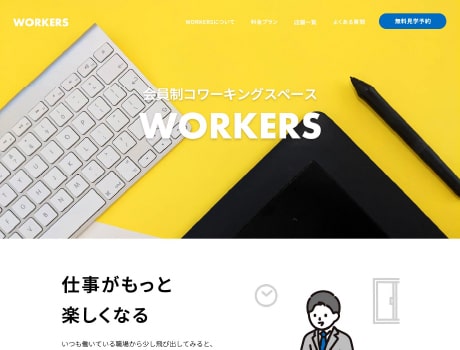 WORKERS
WORKERSについて 料金プラン 店舗一覧 よくある質問 無料見学予約
会員制コワーキングスペース
WORKERS
仕事がもっと
楽しくなる
いつも働いている職場から少し飛び出してみると、